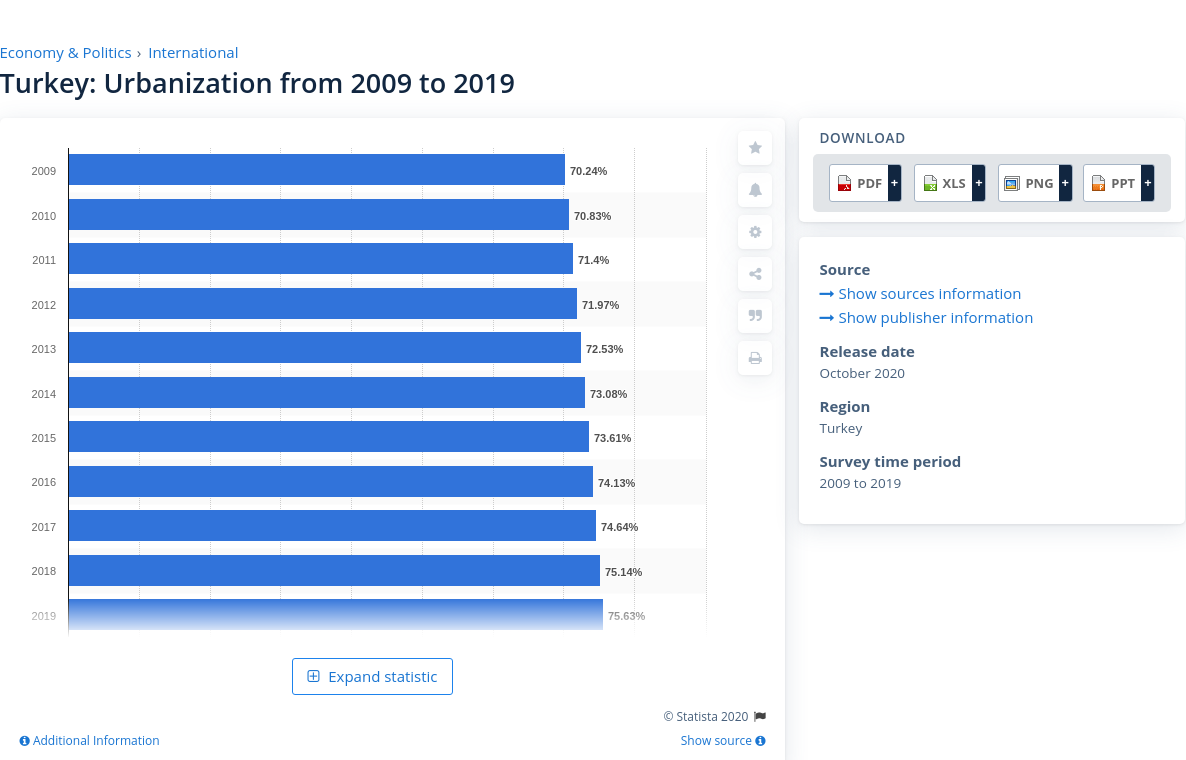 Economy & Politics › International
Turkey: Urbanization from 2009 to 2019
2009 70.24%
2010 70.83%
2011 71.4%
2012 71.97%
2013 72.53%
2014 73.08%
2015 73.61%
2016 74.13%
2017 74.64%
2018 75.14%
2019 75.63%
Expand statistic
© Statista 2020
Additional Information
Show source
DOWNLOAD
PDF + XLS + PNG + PPT +
Source
Show sources information
Show publisher information
Release date
October 2020
Region
Turkey
Survey time period
2009 to 2019